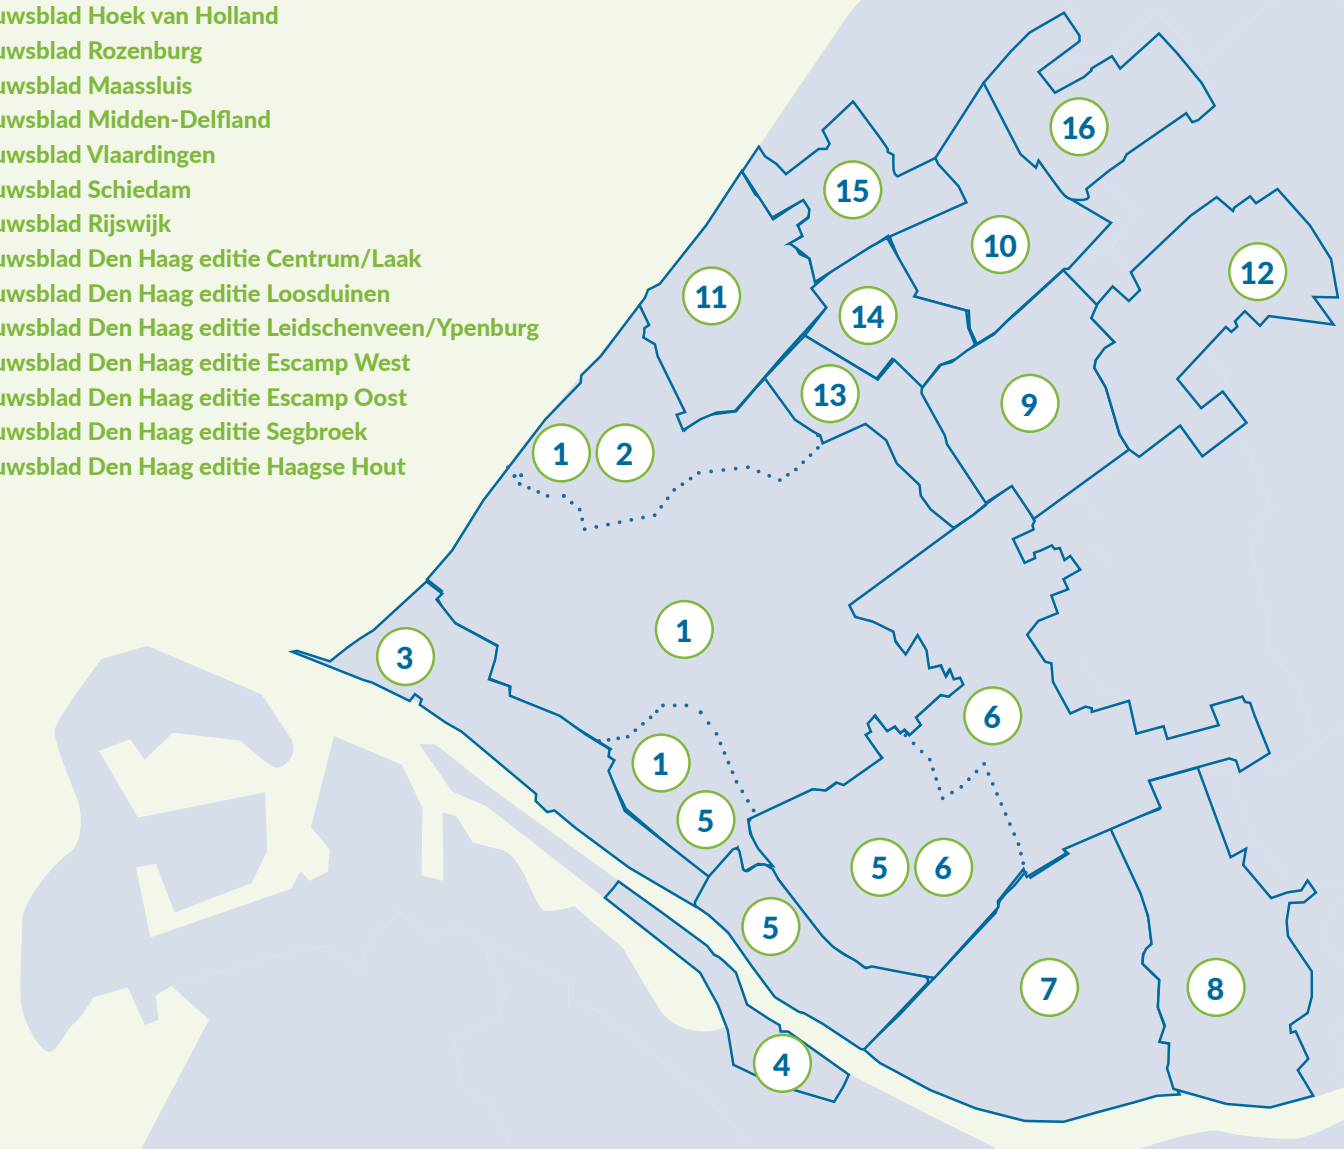 uwsblad Hoek van Holland
uwsblad Rozenburg
uwsblad Maassluis
uwsblad Midden-Delfland
uwsblad Vlaardingen
uwsblad Schiedam
uwsblad Rijswijk
uwsblad Den Haag editie Centrum/Laak
uwsblad Den Haag editie Loosduinen
uwsblad Den Haag editie Leidschenveen/Ypenburg
uwsblad Den Haag editie Escamp West
uwsblad Den Haag editie Escamp Oost
uwsblad Den Haag editie Segbroek
uwsblad Den Haag editie Haagse Hout
16
15
10
12
11
14
13
9
1 2
1
3
6
1
5
5 6
5
7
8
4